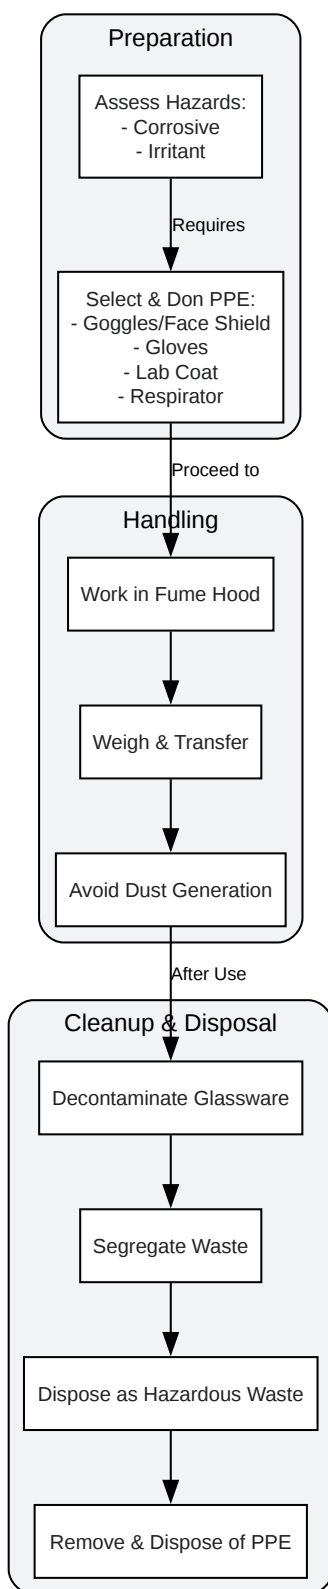 Preparation
Assess Hazards:
- Corrosive
- Irritant
Requires
Select & Don PPE:
- Goggles/Face Shield
- Gloves
- Lab Coat
- Respirator
Proceed to
Handling
Work in Fume Hood
Weigh & Transfer
Avoid Dust Generation
After Use
Cleanup & Disposal
Decontaminate Glassware
Segregate Waste
Dispose as Hazardous Waste
Remove & Dispose of PPE